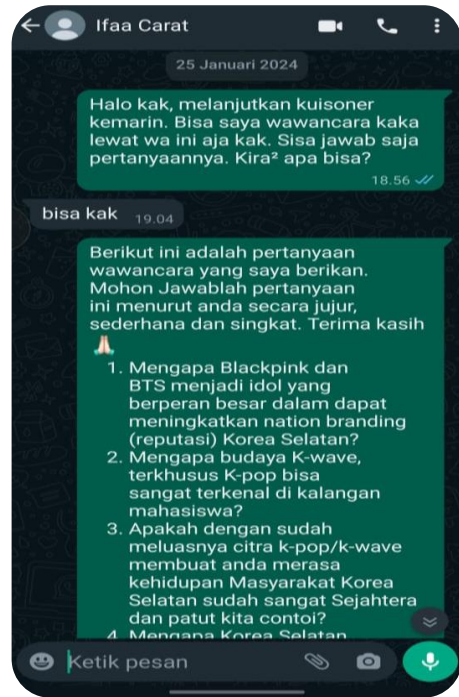 Ifaa Carat
25 Januari 2024
Halo kak, melanjutkan kuisoner
kemarin. Bisa saya wawancara kaka
lewat wa ini aja kak. Sisa jawab saja
pertanyaannya. Kira² apa bisa?
18.56
bisa kak 19.04
Berikut ini adalah pertanyaan
wawancara yang saya berikan.
Mohon Jawablah pertanyaan
ini menurut anda secara jujur,
sederhana dan singkat. Terima kasih
🙏🏻
1. Mengapa Blackpink dan
BTS menjadi idol yang
berperan besar dalam dapat
meningkatkan nation branding
(reputasi) Korea Selatan?
2. Mengapa budaya K-wave,
terkhusus K-pop bisa
sangat terkenal di kalangan
mahasiswa?
3. Apakah dengan sudah
meluasnya citra k-pop/k-wave
membuat anda merasa
kehidupan Masyarakat Korea
Selatan sudah sangat Sejahtera
dan patut kita contoi?
4. Mengapa Korea Selatan
Ketik pesan